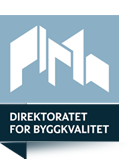 DIREKTORATET
FOR BYGGKVALITET